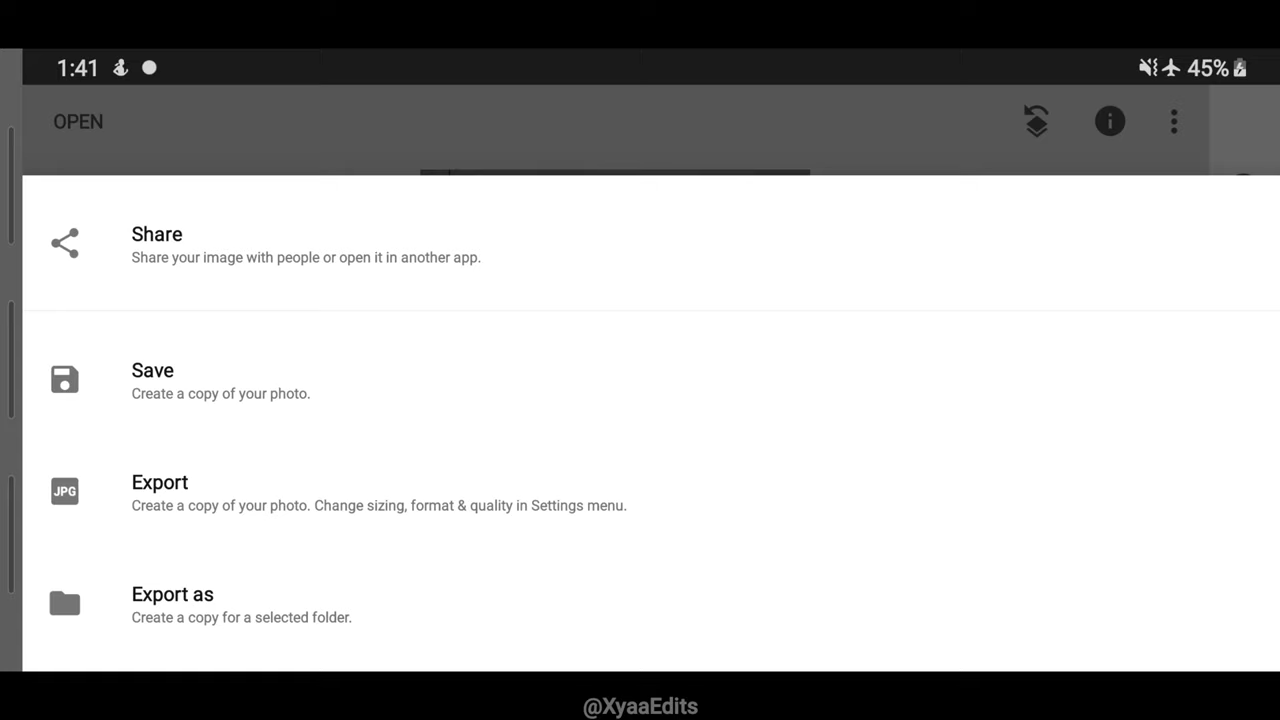 1:41 45%
OPEN
Share
Share your image with people or open it in another app.
Save
Create a copy of your photo.
JPG
Export
Create a copy of your photo. Change sizing, format & quality in Settings menu.
Export as
Create a copy for a selected folder.
@XyaaEdits